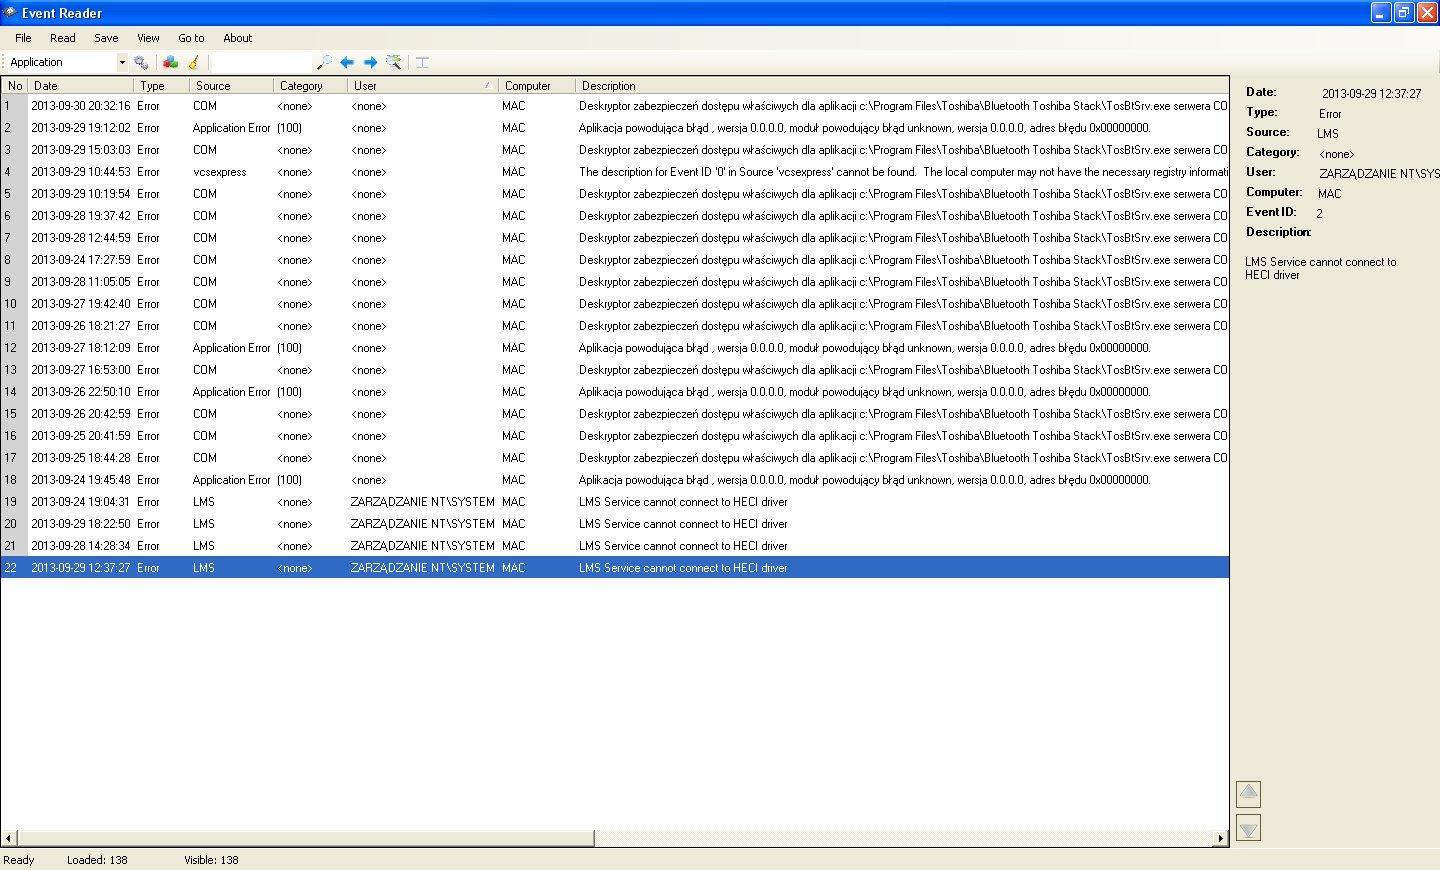 Event Reader
File Read Save View Go to About
Application
No Date Type Source Category User Computer Description
1 2013-09-30 20:32:16 Error COM <none> <none> MAC Deskryptor zabezpieczeń dostępu właściwych dla aplikacji c:\Program Files\Toshiba\Bluetooth Toshiba Stack\TosBtSrv.exe serwera CO
2 2013-09-29 19:12:02 Error Application Error (100) <none> MAC Aplikacja powodująca błąd , wersja 0.0.0.0, moduł powodujący błąd unknown, wersja 0.0.0.0, adres błędu 0x00000000.
3 2013-09-29 15:03:03 Error COM <none> <none> MAC Deskryptor zabezpieczeń dostępu właściwych dla aplikacji c:\Program Files\Toshiba\Bluetooth Toshiba Stack\TosBtSrv.exe serwera CO
4 2013-09-29 10:44:53 Error vcsexpress <none> <none> MAC The description for Event ID '0' in Source 'vcsexpress' cannot be found. The local computer may not have the necessary registry informati
5 2013-09-29 10:19:54 Error COM <none> <none> MAC Deskryptor zabezpieczeń dostępu właściwych dla aplikacji c:\Program Files\Toshiba\Bluetooth Toshiba Stack\TosBtSrv.exe serwera CO
6 2013-09-28 19:37:42 Error COM <none> <none> MAC Deskryptor zabezpieczeń dostępu właściwych dla aplikacji c:\Program Files\Toshiba\Bluetooth Toshiba Stack\TosBtSrv.exe serwera CO
7 2013-09-28 12:44:59 Error COM <none> <none> MAC Deskryptor zabezpieczeń dostępu właściwych dla aplikacji c:\Program Files\Toshiba\Bluetooth Toshiba Stack\TosBtSrv.exe serwera CO
8 2013-09-24 17:27:59 Error COM <none> <none> MAC Deskryptor zabezpieczeń dostępu właściwych dla aplikacji c:\Program Files\Toshiba\Bluetooth Toshiba Stack\TosBtSrv.exe serwera CO
9 2013-09-28 11:05:05 Error COM <none> <none> MAC Deskryptor zabezpieczeń dostępu właściwych dla aplikacji c:\Program Files\Toshiba\Bluetooth Toshiba Stack\TosBtSrv.exe serwera CO
10 2013-09-27 19:42:40 Error COM <none> <none> MAC Deskryptor zabezpieczeń dostępu właściwych dla aplikacji c:\Program Files\Toshiba\Bluetooth Toshiba Stack\TosBtSrv.exe serwera CO
11 2013-09-26 18:21:27 Error COM <none> <none> MAC Deskryptor zabezpieczeń dostępu właściwych dla aplikacji c:\Program Files\Toshiba\Bluetooth Toshiba Stack\TosBtSrv.exe serwera CO
12 2013-09-27 18:12:09 Error Application Error (100) <none> MAC Aplikacja powodująca błąd , wersja 0.0.0.0, moduł powodujący błąd unknown, wersja 0.0.0.0, adres błędu 0x00000000.
13 2013-09-27 16:53:00 Error COM <none> <none> MAC Deskryptor zabezpieczeń dostępu właściwych dla aplikacji c:\Program Files\Toshiba\Bluetooth Toshiba Stack\TosBtSrv.exe serwera CO
14 2013-09-26 22:50:10 Error Application Error (100) <none> MAC Aplikacja powodująca błąd , wersja 0.0.0.0, moduł powodujący błąd unknown, wersja 0.0.0.0, adres błędu 0x00000000.
15 2013-09-26 20:42:59 Error COM <none> <none> MAC Deskryptor zabezpieczeń dostępu właściwych dla aplikacji c:\Program Files\Toshiba\Bluetooth Toshiba Stack\TosBtSrv.exe serwera CO
16 2013-09-25 20:41:59 Error COM <none> <none> MAC Deskryptor zabezpieczeń dostępu właściwych dla aplikacji c:\Program Files\Toshiba\Bluetooth Toshiba Stack\TosBtSrv.exe serwera CO
17 2013-09-25 18:44:28 Error COM <none> <none> MAC Deskryptor zabezpieczeń dostępu właściwych dla aplikacji c:\Program Files\Toshiba\Bluetooth Toshiba Stack\TosBtSrv.exe serwera CO
18 2013-09-24 19:45:48 Error Application Error (100) <none> MAC Aplikacja powodująca błąd , wersja 0.0.0.0, moduł powodujący błąd unknown, wersja 0.0.0.0, adres błędu 0x00000000.
19 2013-09-24 19:04:31 Error LMS <none> ZARZĄDZANIE NT\SYSTEM MAC LMS Service cannot connect to HECI driver
20 2013-09-29 18:22:50 Error LMS <none> ZARZĄDZANIE NT\SYSTEM MAC LMS Service cannot connect to HECI driver
21 2013-09-28 14:28:34 Error LMS <none> ZARZĄDZANIE NT\SYSTEM MAC LMS Service cannot connect to HECI driver
22 2013-09-29 12:37:27 Error LMS <none> ZARZĄDZANIE NT\SYSTEM MAC LMS Service cannot connect to HECI driver
Date: 2013-09-29 12:37:27
Type: Error
Source: LMS
Category: <none>
User: ZARZĄDZANIE NT\SYS
Computer: MAC
Event ID: 2
Description:
LMS Service cannot connect to
HECI driver
Ready Loaded: 138 Visible: 138